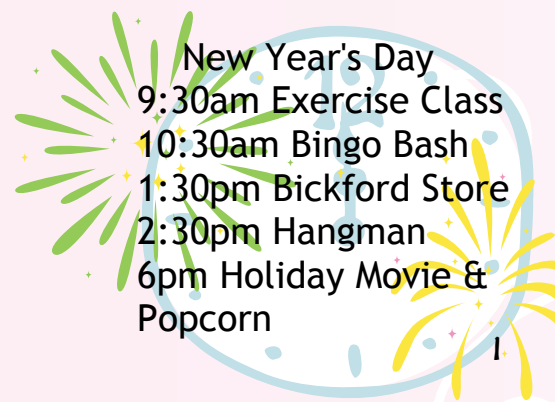 New Year's Day
9:30am Exercise Class
10:30am Bingo Bash
1:30pm Bickford Store
2:30pm Hangman
6pm Holiday Movie &
Popcorn
1
12